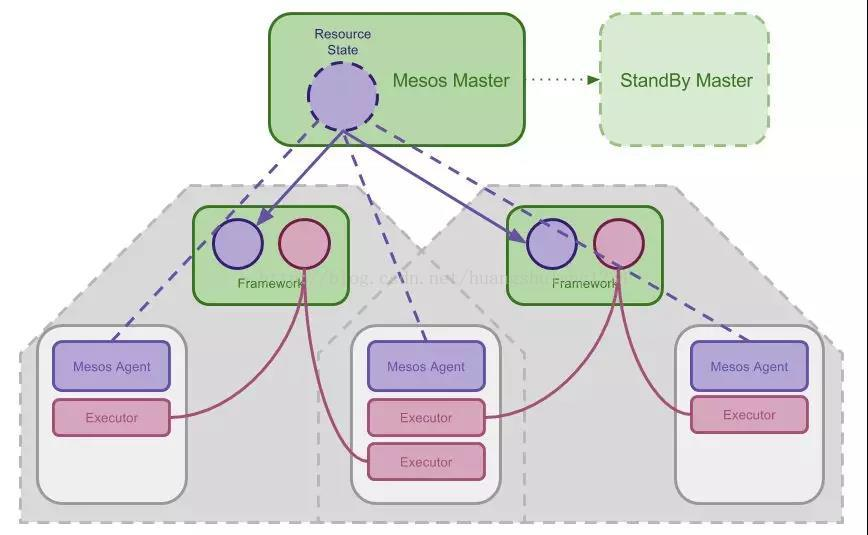 Resource
State
Mesos Master
StandBy Master
Framework
Framework
Mesos Agent
Mesos Agent
Mesos Agent
Executor
Executor
Executor
Executor